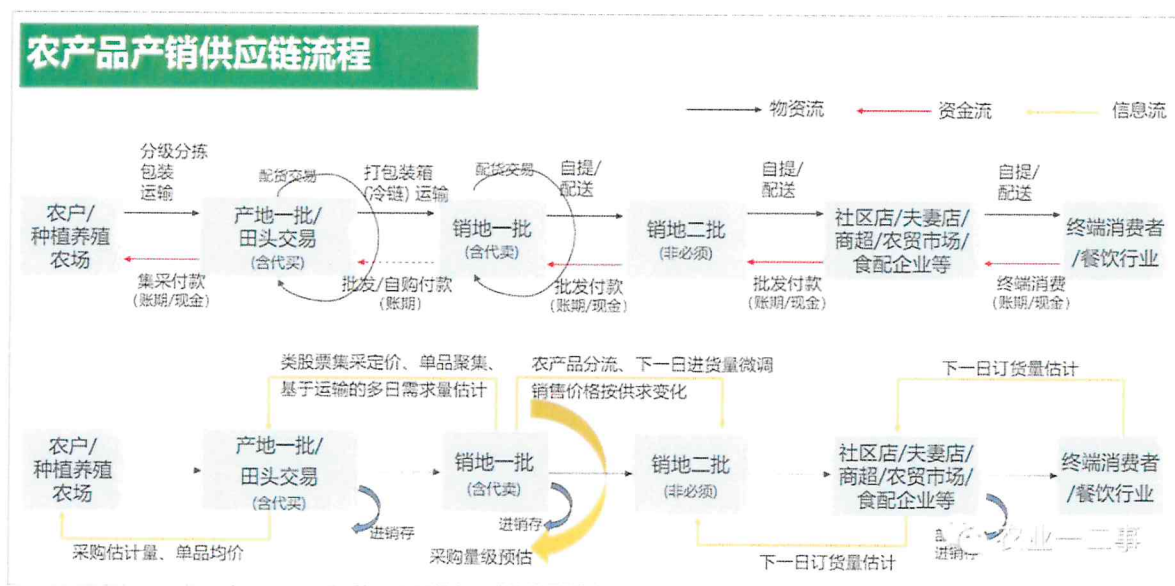 农产品产销供应链流程
物资流
资金流
信息流
分级分拣
包装
运输
配货交易
打包装箱
(冷链)运输
配货交易
自提/
配送
自提/
配送
自提/
配送
农户/
种植养殖
农场
产地一批/
田头交易
(含代买)
销地一批
(含代卖)
销地二批
(非必须)
社区店/夫妻店/
商超/农贸市场/
食配企业等
终端消费者
/餐饮行业
集采付款
(账期/现金)
批发/自购付款
(账期)
批发付款
(账期/现金)
批发付款
(账期/现金)
终端消费
(账期/现金)
类股票集采定价、单品聚集、
基于运输的多日需求量估计
农产品分流、下一日进货量微调
销售价格按供求变化
下一日订货量估计
农户/
种植养殖
农场
产地一批/
田头交易
(含代买)
销地一批
(含代卖)
销地二批
(非必须)
社区店/夫妻店/
商超/农贸市场/
食配企业等
终端消费者
/餐饮行业
进销存
进销存
进销存
采购估计量、单品均价
采购量级预估
下一日订货量估计
农业一二事